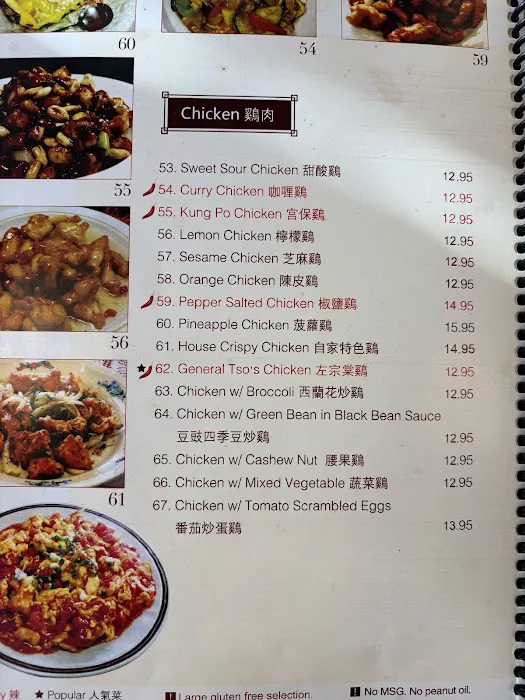 60
54
59
Chicken 鷄肉
53. Sweet Sour Chicken 甜酸鷄 12.95
54. Curry Chicken 咖喱鷄 12.95
55. Kung Po Chicken 宮保鷄 12.95
55
56. Lemon Chicken 檸檬鷄 12.95
57. Sesame Chicken 芝麻鷄 12.95
58. Orange Chicken 陳皮鷄 12.95
59. Pepper Salted Chicken 椒鹽鷄 14.95
60. Pineapple Chicken 菠蘿鷄 15.95
56
61. House Crispy Chicken 自家特色鷄 14.95
★ 62. General Tso's Chicken 左宗棠鷄 12.95
63. Chicken w/ Broccoli 西蘭花炒鷄 12.95
64. Chicken w/ Green Bean in Black Bean Sauce
豆豉四季豆炒鷄 12.95
65. Chicken w/ Cashew Nut 腰果鷄 12.95
66. Chicken w/ Mixed Vegetable 蔬菜鷄 12.95
61
67. Chicken w/ Tomato Scrambled Eggs
番茄炒蛋鷄 13.95
y 辣 ★ Popular 人氣菜 ! Large gluten free selection. ! No MSG. No peanut oil.